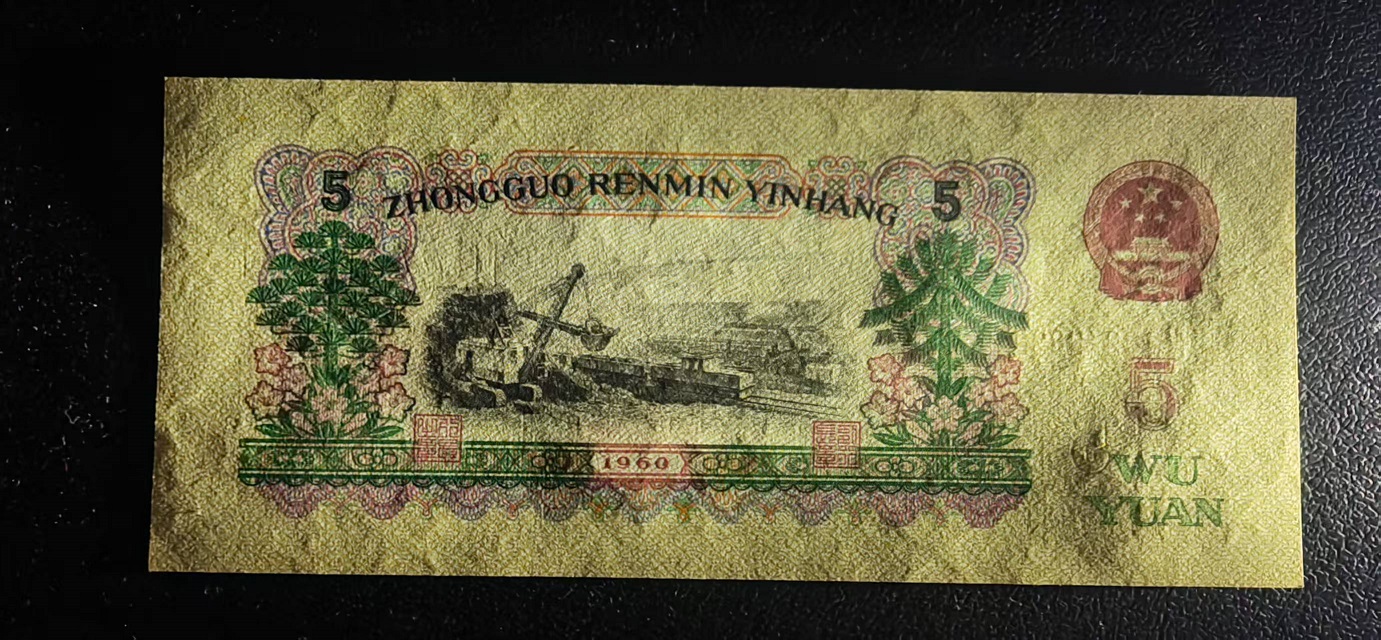 5 ZHONGGUO RENMIN YINHANG 5
5
WU
YUAN
1960